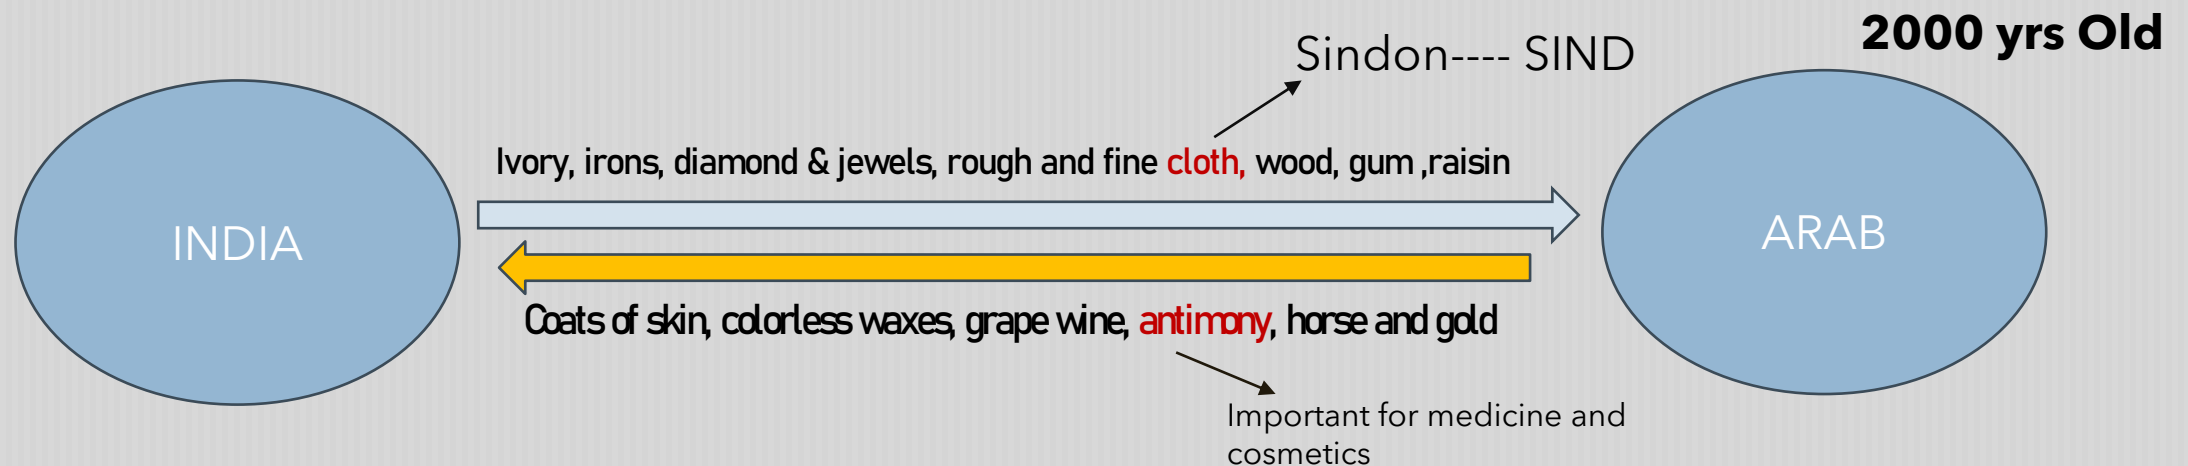 2000 yrs Old
Sindon---- SIND
Ivory, irons, diamond & jewels, rough and fine cloth, wood, gum ,raisin
INDIA
ARAB
Coats of skin, colorless waxes, grape wine, antimony, horse and gold
Important for medicine and
cosmetics